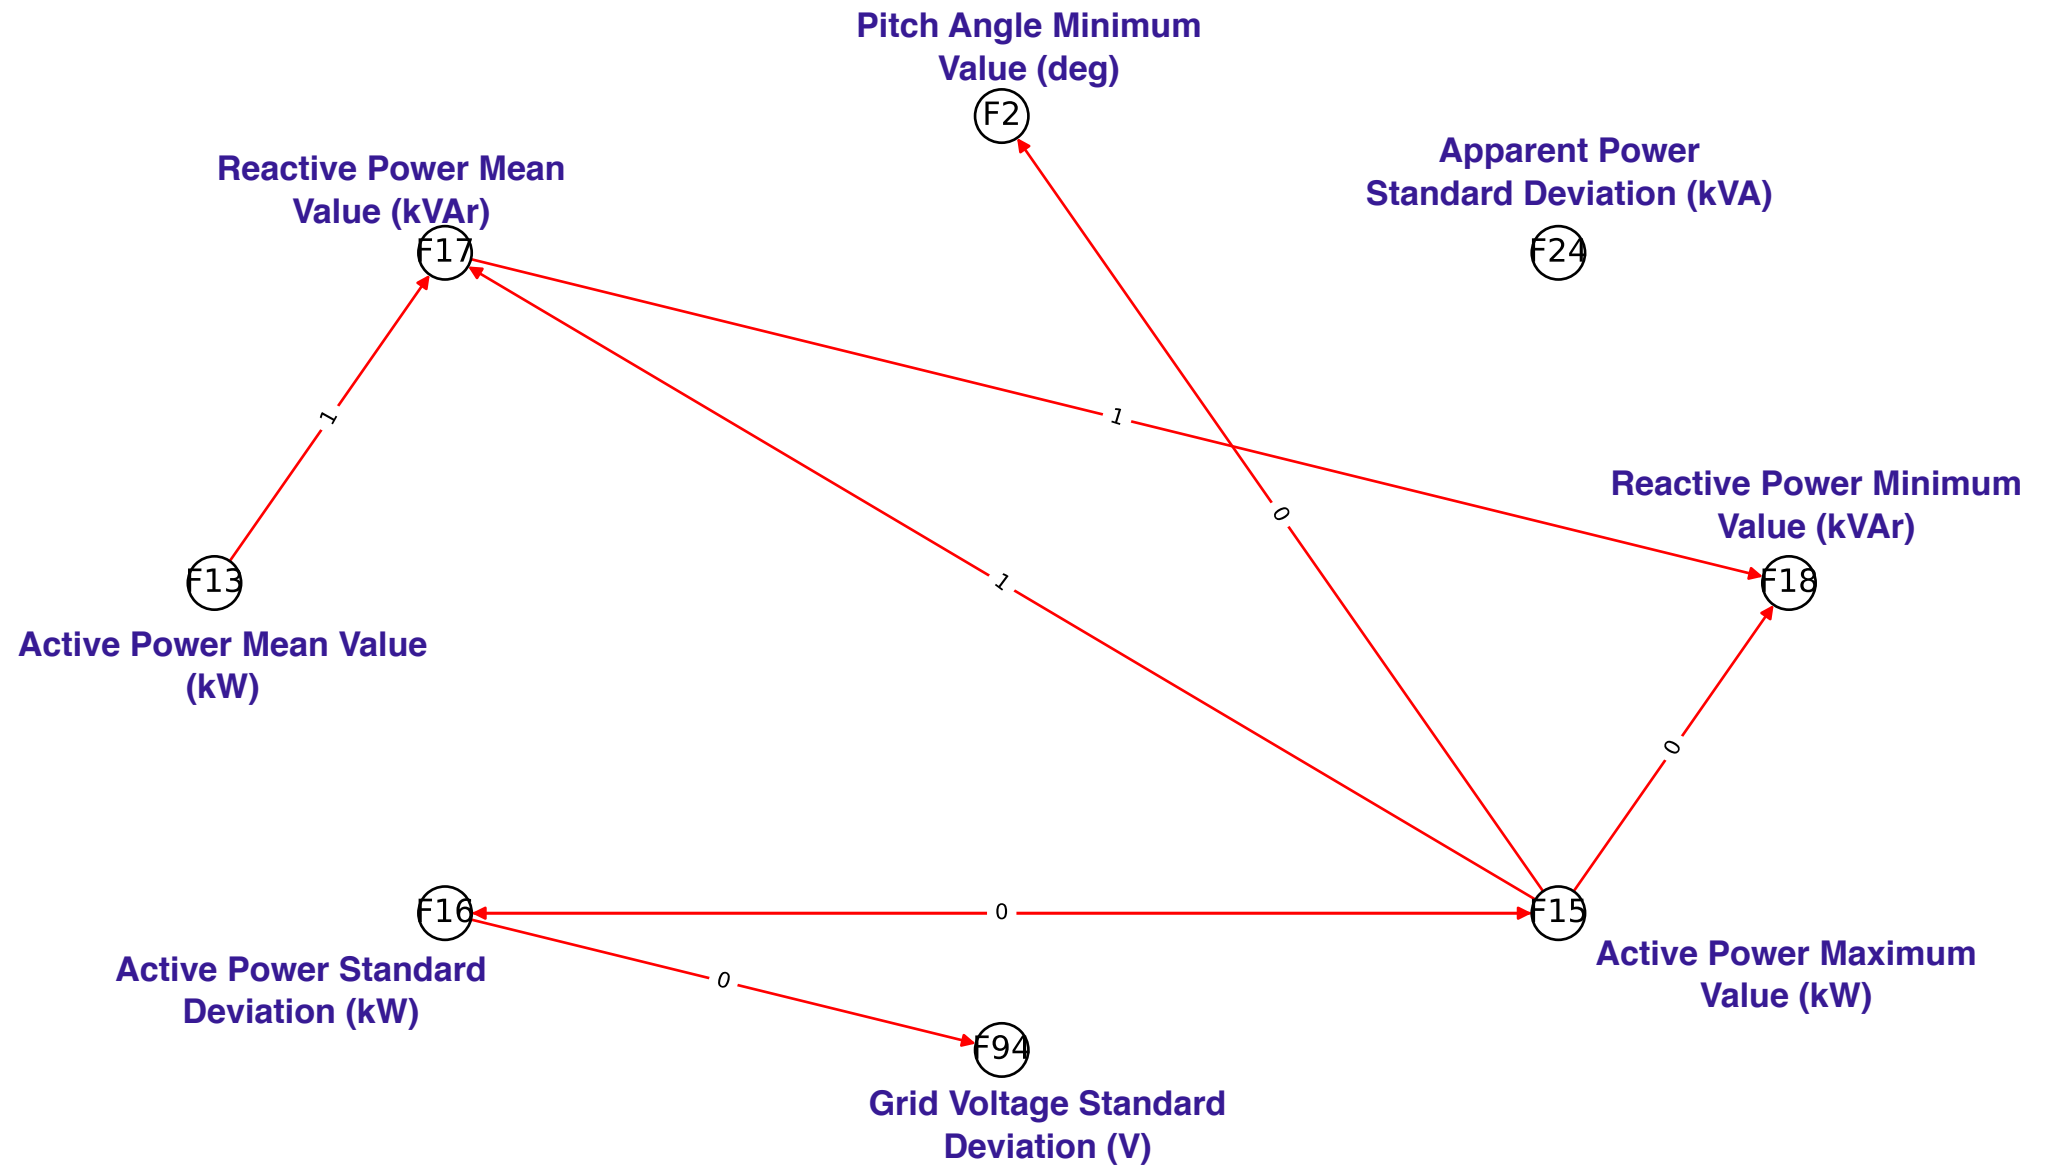 Pitch Angle Minimum
Value (deg)
F2
Apparent Power
Standard Deviation (kVA)
F24
Reactive Power Mean
Value (kVAr)
F17
1
1
0
Reactive Power Minimum
Value (kVAr)
F18
F13
1
Active Power Mean Value
(kW)
0
F16
0
F15
Active Power Standard
Deviation (kW)
0
Active Power Maximum
Value (kW)
F94
Grid Voltage Standard
Deviation (V)